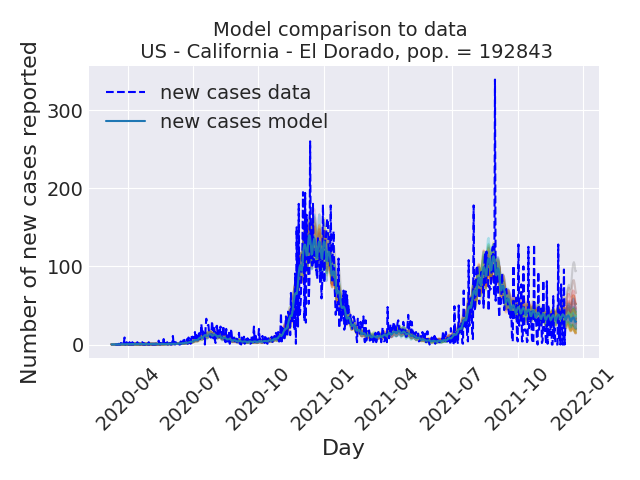 Model comparison to data
US - California - El Dorado, pop. = 192843
Number of new cases reported
new cases data
new cases model
300
200
100
0
2020-04
2020-07
2020-10
2021-01
2021-04
2021-07
2021-10
2022-01
Day